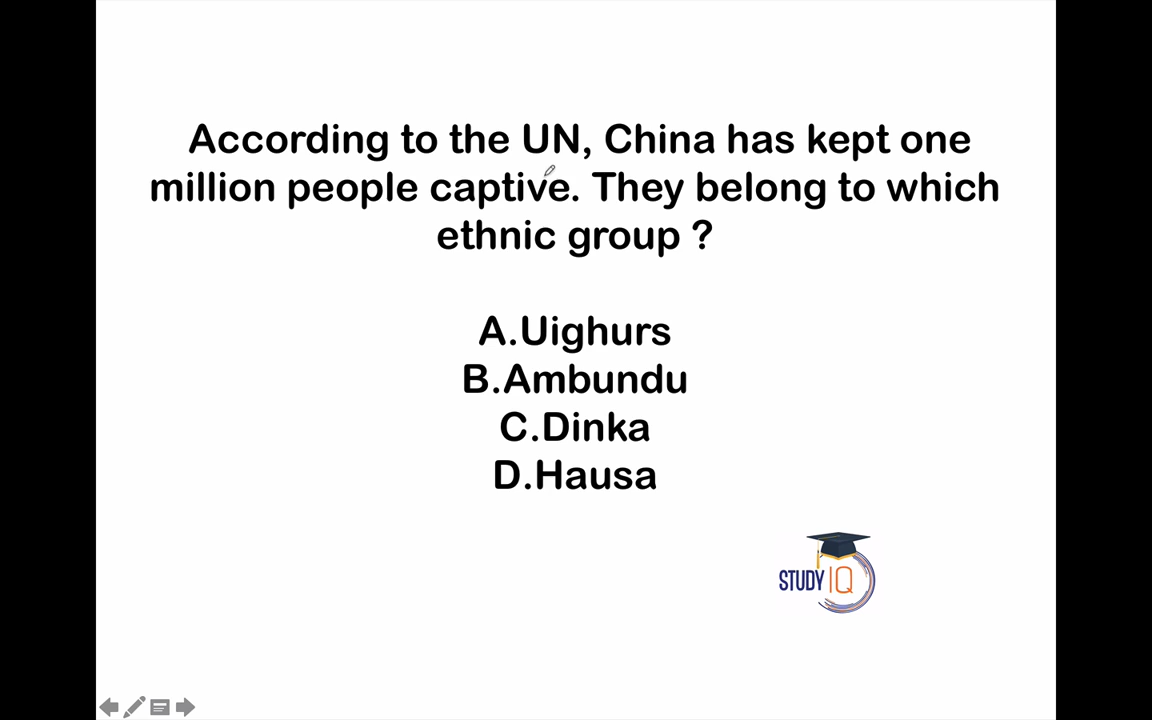 According to the UN, China has kept one
million people captive. They belong to which
ethnic group ?
A.Uighurs
B.Ambundu
C.Dinka
D.Hausa
STUDY IQ